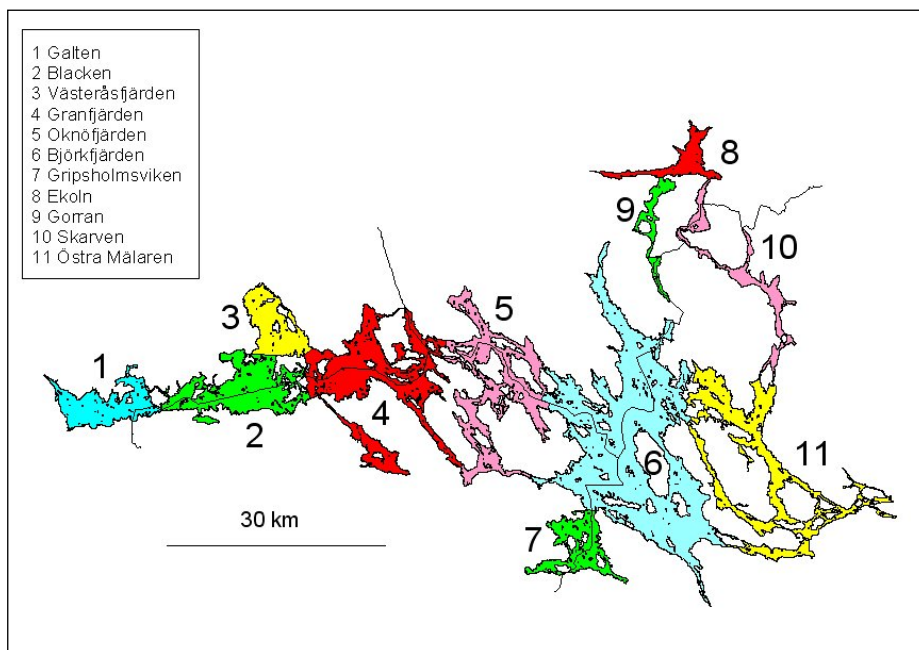 1 Galten
2 Blacken
3 Västeråsfjärden
4 Granfjärden
5 Oknöfjärden
6 Björkfjärden
7 Gripsholmsviken
8 Ekoln
9 Gorran
10 Skarven
11 Östra Mälaren
8
9
10
3
5
1
4
2
6
11
30 km
7